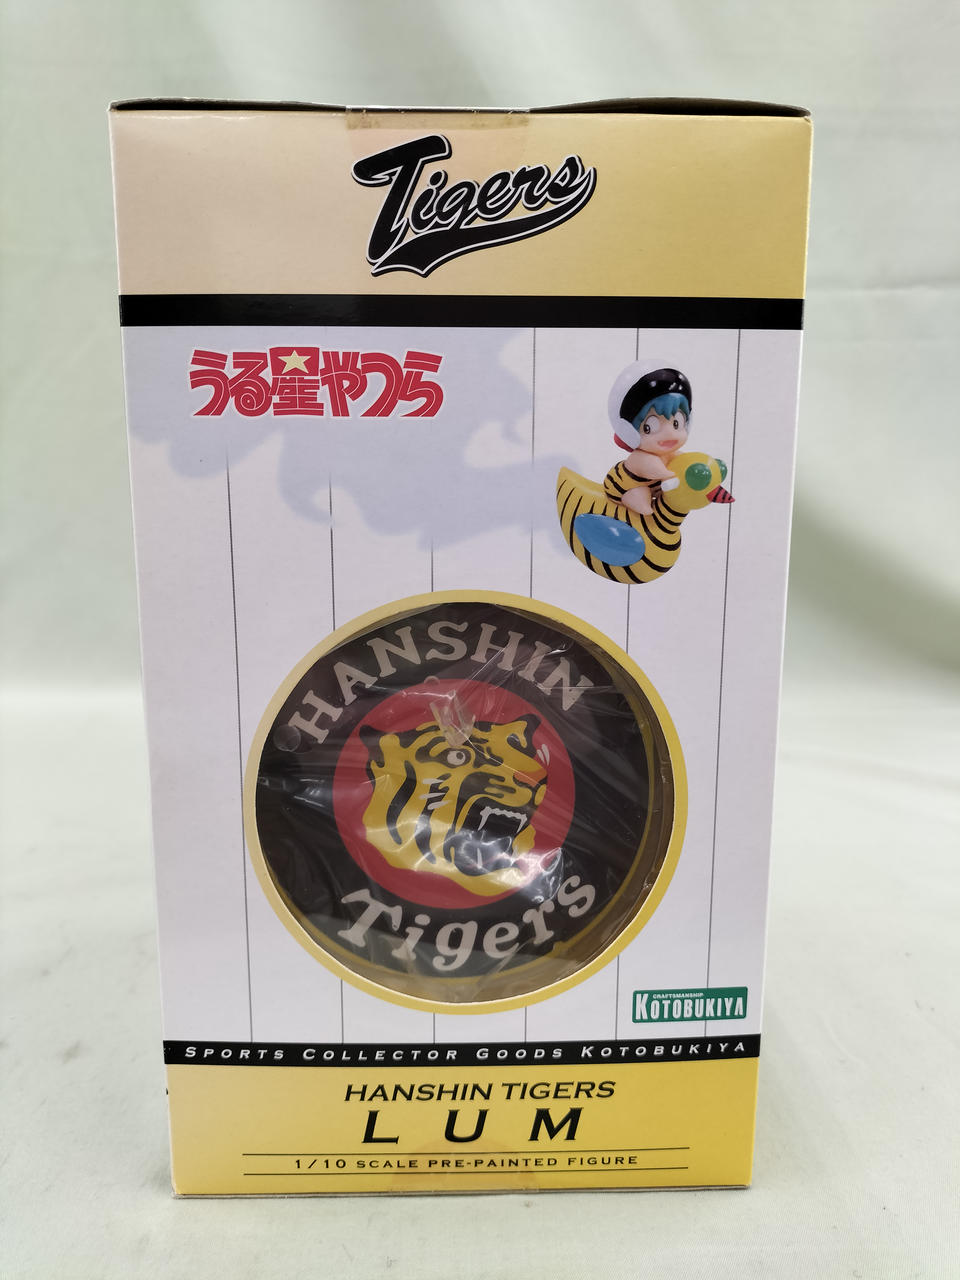 Tigers
うる星やつら
HANSHIN
Tigers
CRAFTSMANSHIP
KOTOBUKIYA
SPORTS COLLECTOR GOODS KOTOBUKIYA
HANSHIN TIGERS
LUM
1/10 SCALE PRE-PAINTED FIGURE